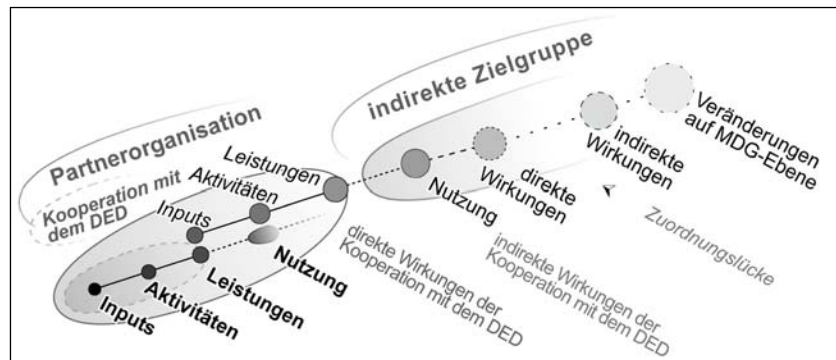 Partnerorganisation
Kooperation mit
dem DED
Inputs
Aktivitäten
Leistungen
Inputs
Aktivitäten
Leistungen
Nutzung
indirekte Zielgruppe
Nutzung
direkte
Wirkungen
indirekte
Wirkungen
Veränderungen
auf MDG-Ebene
direkte Wirkungen der
Kooperation mit dem DED
indirekte Wirkungen der
Kooperation mit dem DED
Zuordnungslücke